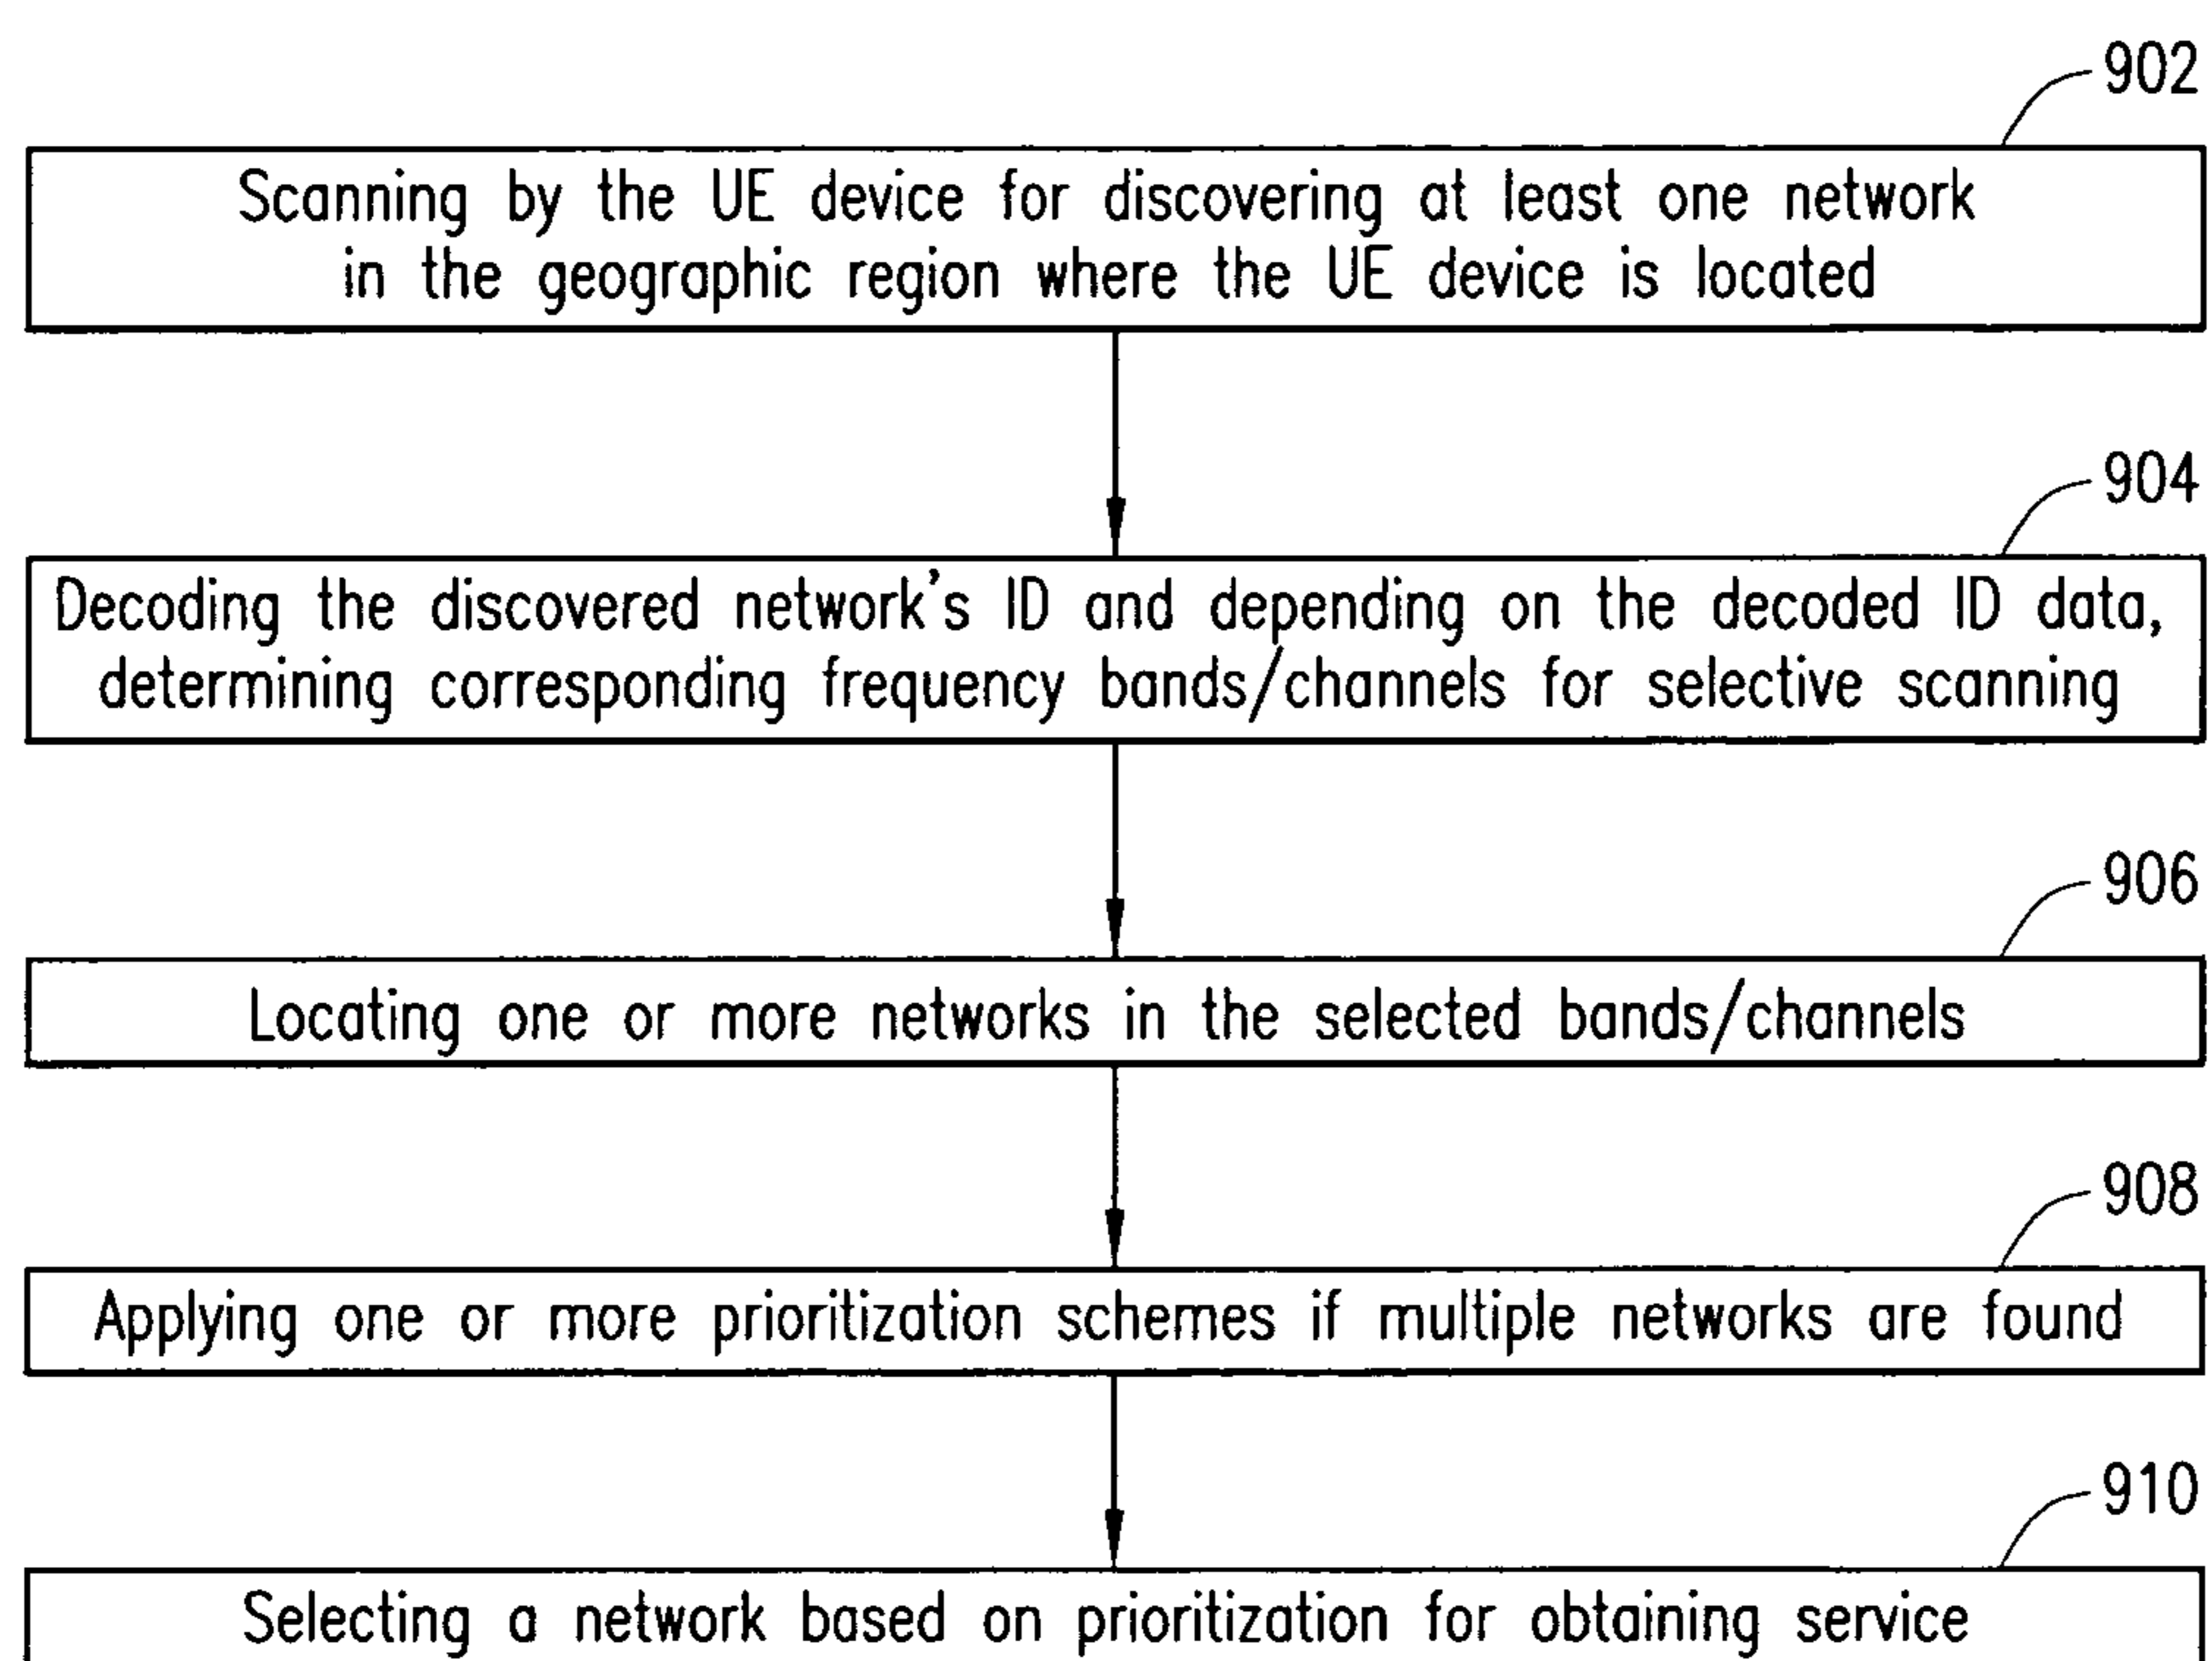 902
Scanning by the UE device for discovering at least one network
in the geographic region where the UE device is located
904
Decoding the discovered network's ID and depending on the decoded ID data,
determining corresponding frequency bands/channels for selective scanning
906
Locating one or more networks in the selected bands/channels
908
Applying one or more prioritization schemes if multiple networks are found
910
Selecting a network based on prioritization for obtaining service